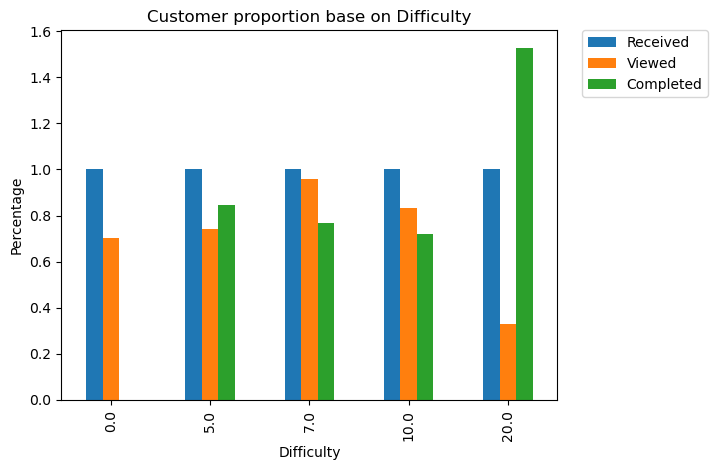 Customer proportion base on Difficulty
Received
Viewed
Completed
Percentage
1.6
1.4
1.2
1.0
0.8
0.6
0.4
0.2
0.0
0.0
5.0
7.0
10.0
20.0
Difficulty